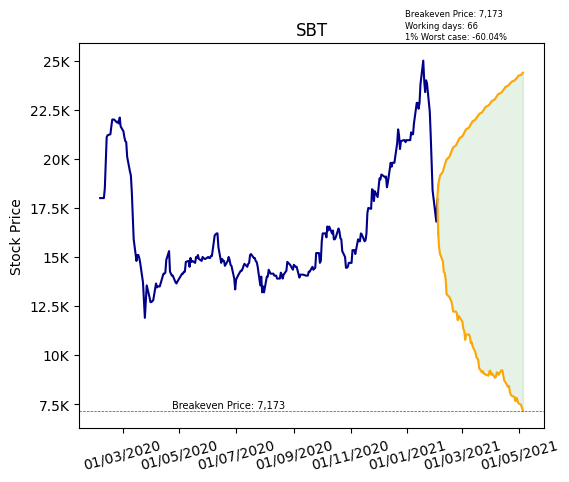 Breakeven Price: 7,173
Working days: 66
1% Worst case: -60.04%
SBT
Stock Price
25K
22.5K
20K
17.5K
15K
12.5K
10K
7.5K
Breakeven Price: 7,173
01/03/2020
01/05/2020
01/07/2020
01/09/2020
01/11/2020
01/01/2021
01/03/2021
01/05/2021